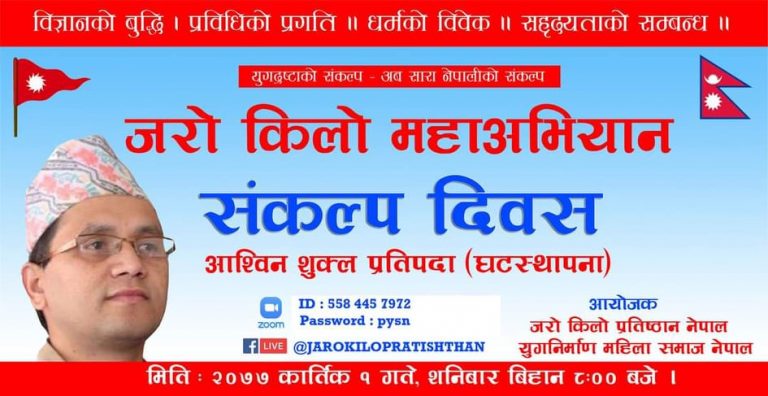 विज्ञानको बुद्धि । प्रविधिको प्रगति ॥ धर्मको विवेक ॥ सहृदयताको सम्बन्ध ॥
युगद्रष्टाको संकल्प - अब सारा नेपालीको संकल्प
जरो किलो महाअभियान
संकल्प दिवस
आश्विन शुक्ल प्रतिपदा (घटस्थापना)
zoom
ID : 558 445 7972
Password : pysn
f LIVE @JAROKILOPRATISHTHAN
आयोजक
जरो किलो प्रतिष्ठान नेपाल
युगनिर्माण महिला समाज नेपाल
मिति : २०७७ कार्तिक १ गते, शनिबार बिहान ८:०० बजे ।